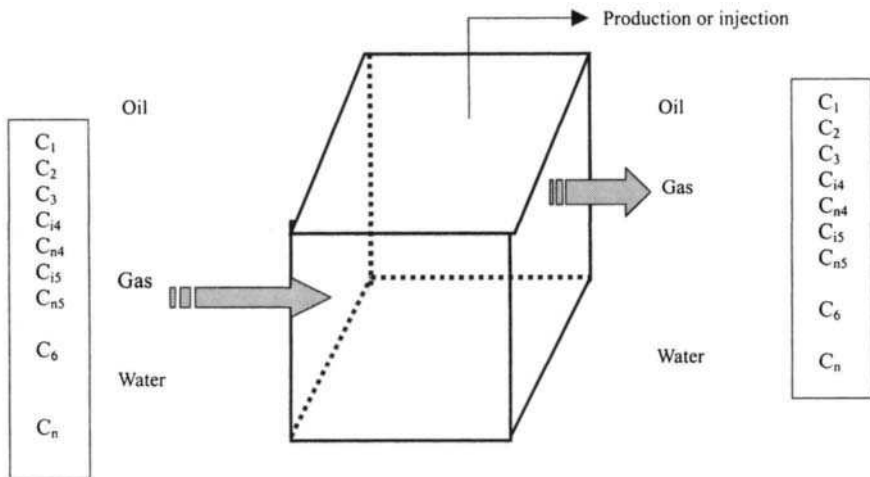 Production or injection
Oil
C₁
C₂
C₃
Cᵢ₄
Cₙ₄
Cᵢ₅
Cₙ₅
C₆
Cₙ
Gas
Water
Oil
Gas
Water
C₁
C₂
C₃
Cᵢ₄
Cₙ₄
Cᵢ₅
Cₙ₅
C₆
Cₙ